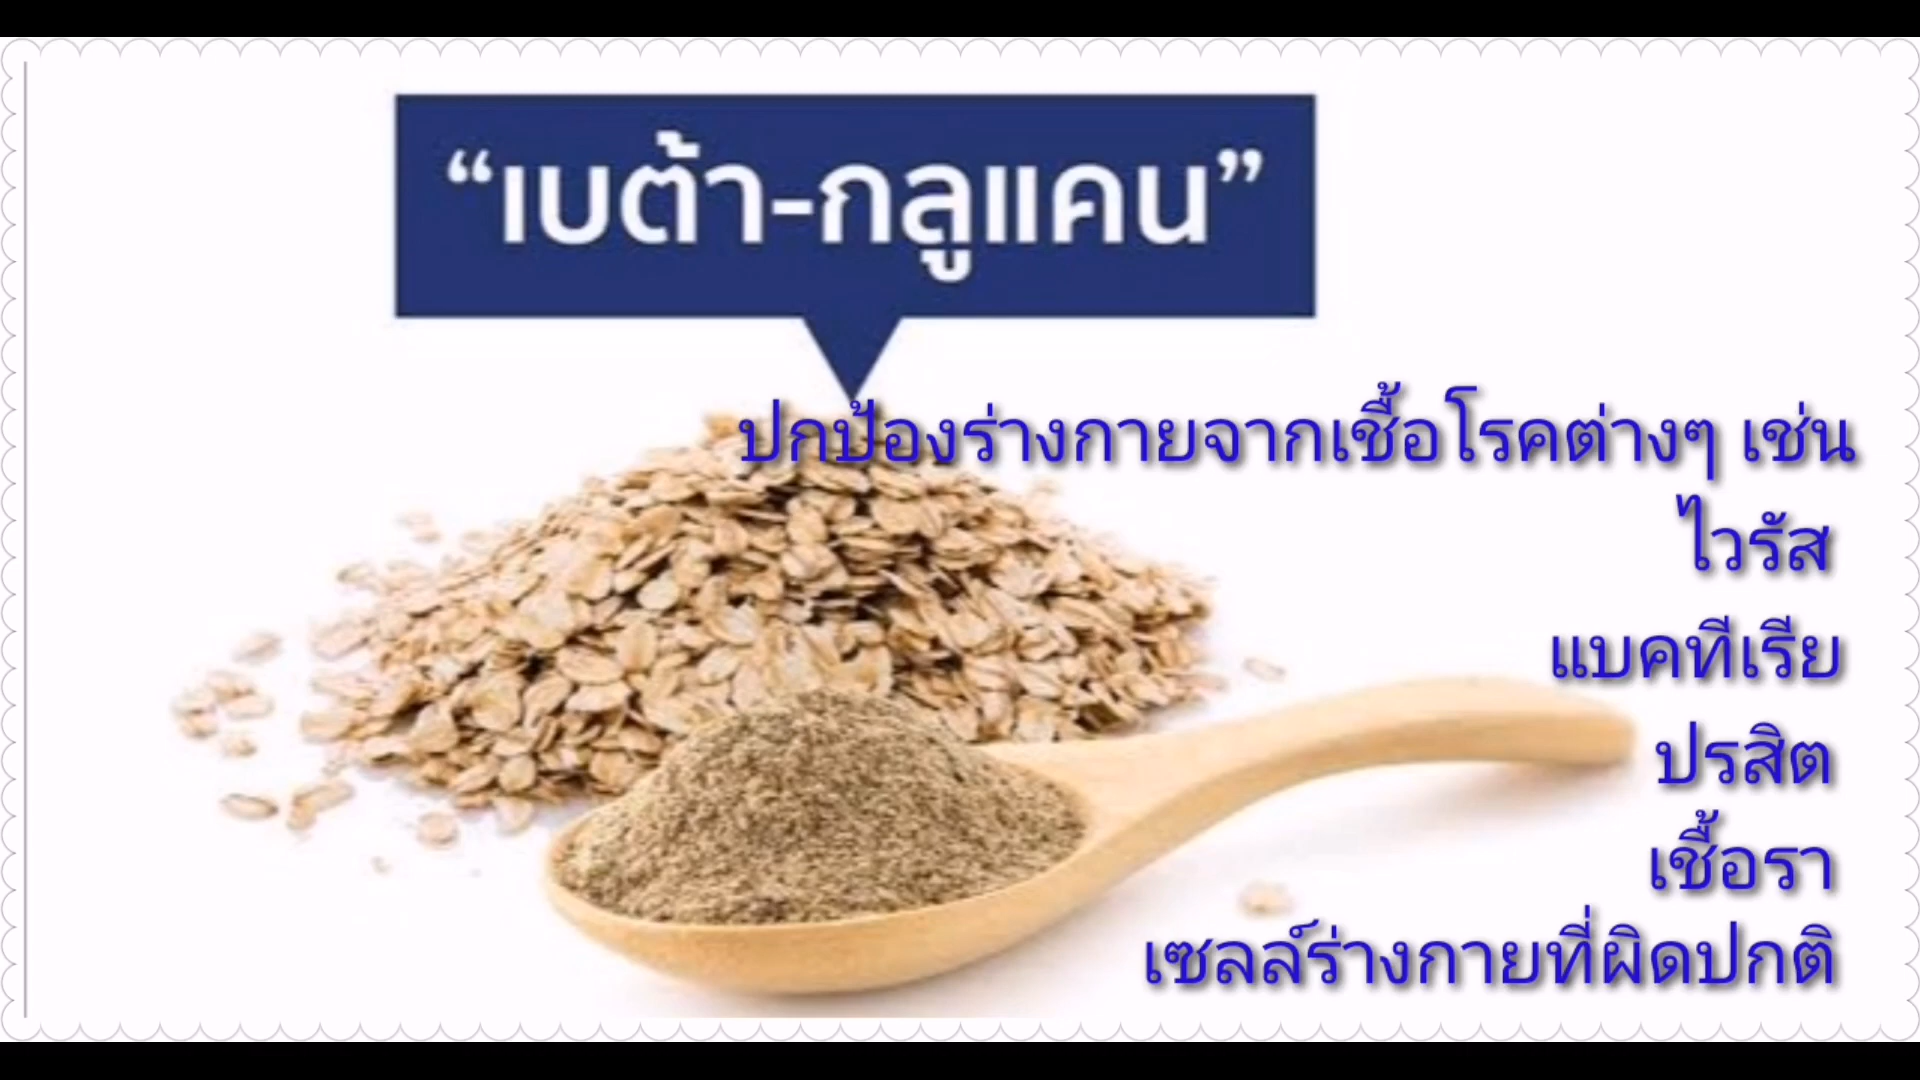 “เบต้า-กลูแคน”
ปกป้องร่างกายจากเชื้อโรคต่างๆ เช่น
ไวรัส
แบคทีเรีย
ปรสิต
เชื้อรา
เซลล์ร่างกายที่ผิดปกติ